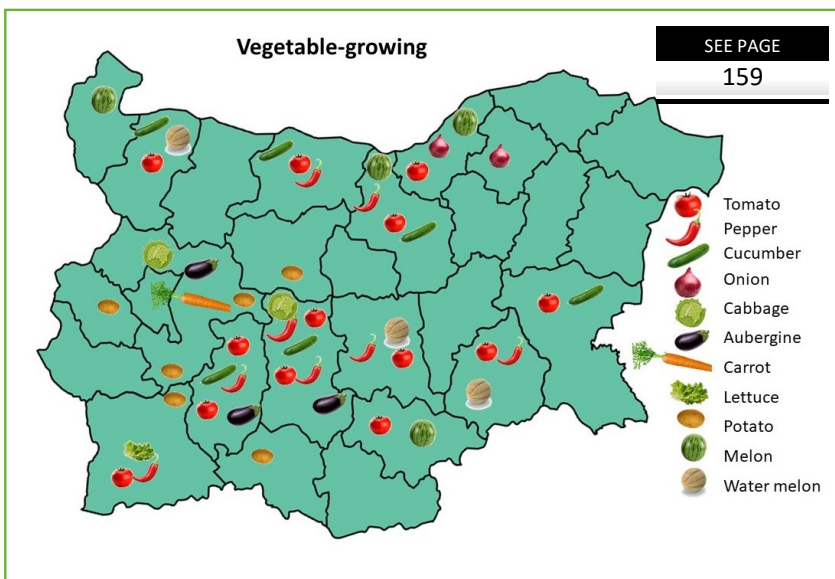 Vegetable-growing
SEE PAGE
159
Tomato
Pepper
Cucumber
Onion
Cabbage
Aubergine
Carrot
Lettuce
Potato
Melon
Water melon